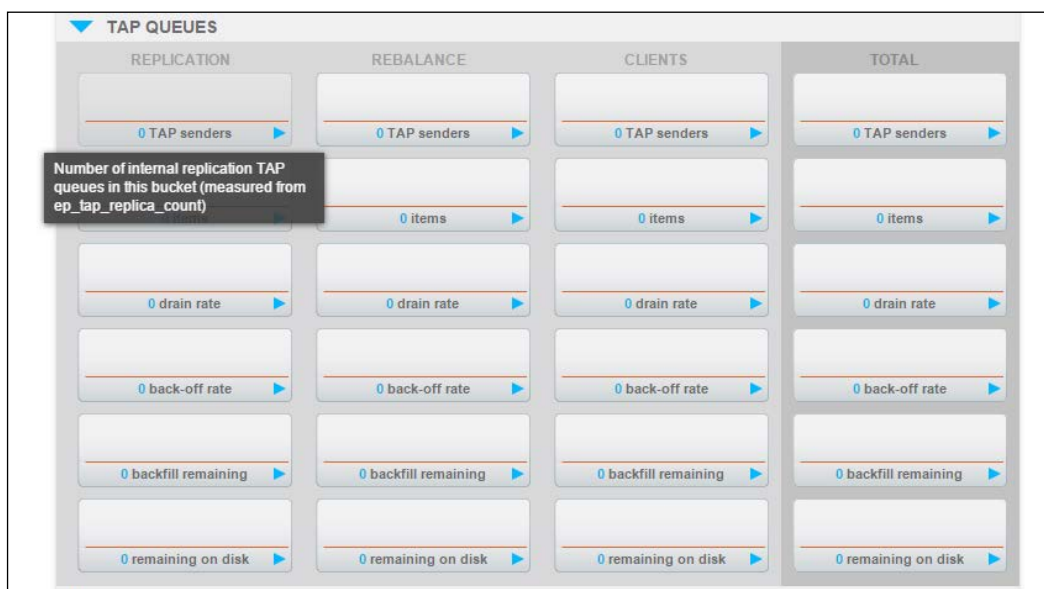 TAP QUEUES
REPLICATION REBALANCE CLIENTS TOTAL
0 TAP senders 0 TAP senders 0 TAP senders 0 TAP senders
Number of internal replication TAP
queues in this bucket (measured from
ep_tap_replica_count)
0 items 0 items 0 items
0 drain rate 0 drain rate 0 drain rate 0 drain rate
0 back-off rate 0 back-off rate 0 back-off rate 0 back-off rate
0 backfill remaining 0 backfill remaining 0 backfill remaining 0 backfill remaining
0 remaining on disk 0 remaining on disk 0 remaining on disk 0 remaining on disk